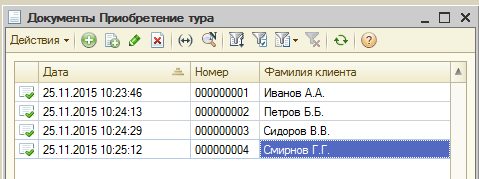 Документы Приобретение тура
Действия
Дата Номер Фамилия клиента
25.11.2015 10:23:46 000000001 Иванов А.А.
25.11.2015 10:24:13 000000002 Петров Б.Б.
25.11.2015 10:24:29 000000003 Сидоров В.В.
25.11.2015 10:25:12 000000004 Смирнов Г.Г.